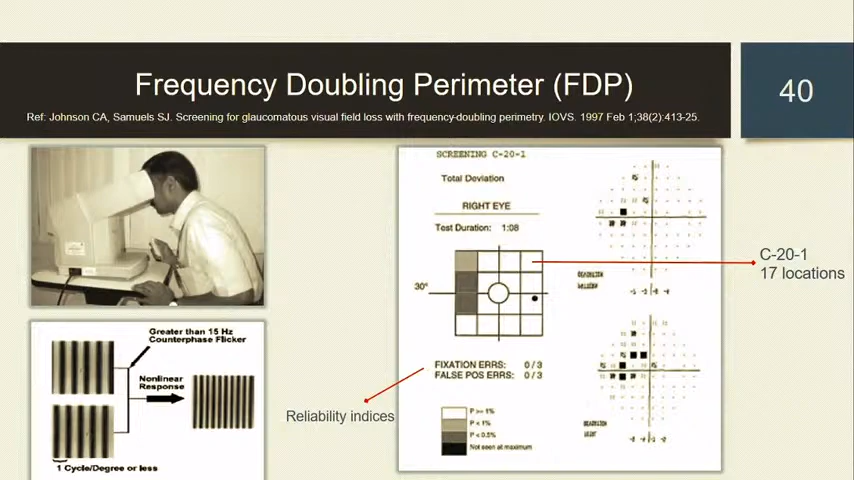 Frequency Doubling Perimeter (FDP)
40
Ref: Johnson CA, Samuels SJ. Screening for glaucomatous visual field loss with frequency-doubling perimetry. IOVS. 1997 Feb 1;38(2):413-25.
SCREENING C-20-1
Total Deviation
RIGHT EYE
Test Duration: 1:08
30°
FIXATION ERRS: 0/3
FALSE POS ERRS: 0/3
P >= 1%
P < 1%
P < 0.5%
Not seen at maximum
C-20-1
17 locations
Reliability indices
Greater than 15 Hz
Counterphase Flicker
Nonlinear
Response
1 Cycle/Degree or less